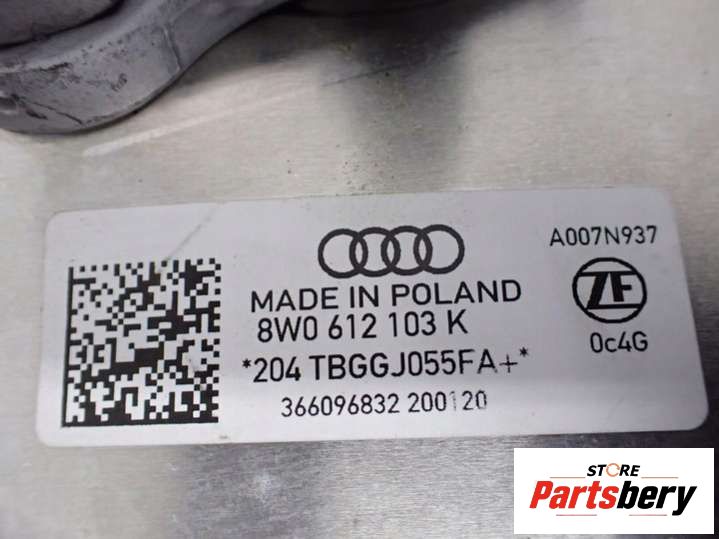 A007N937
MADE IN POLAND
8W0 612 103 K
*204 TBGGJ055FA+*
366096832 200120
ZF
0c4G
STORE
Partsbery